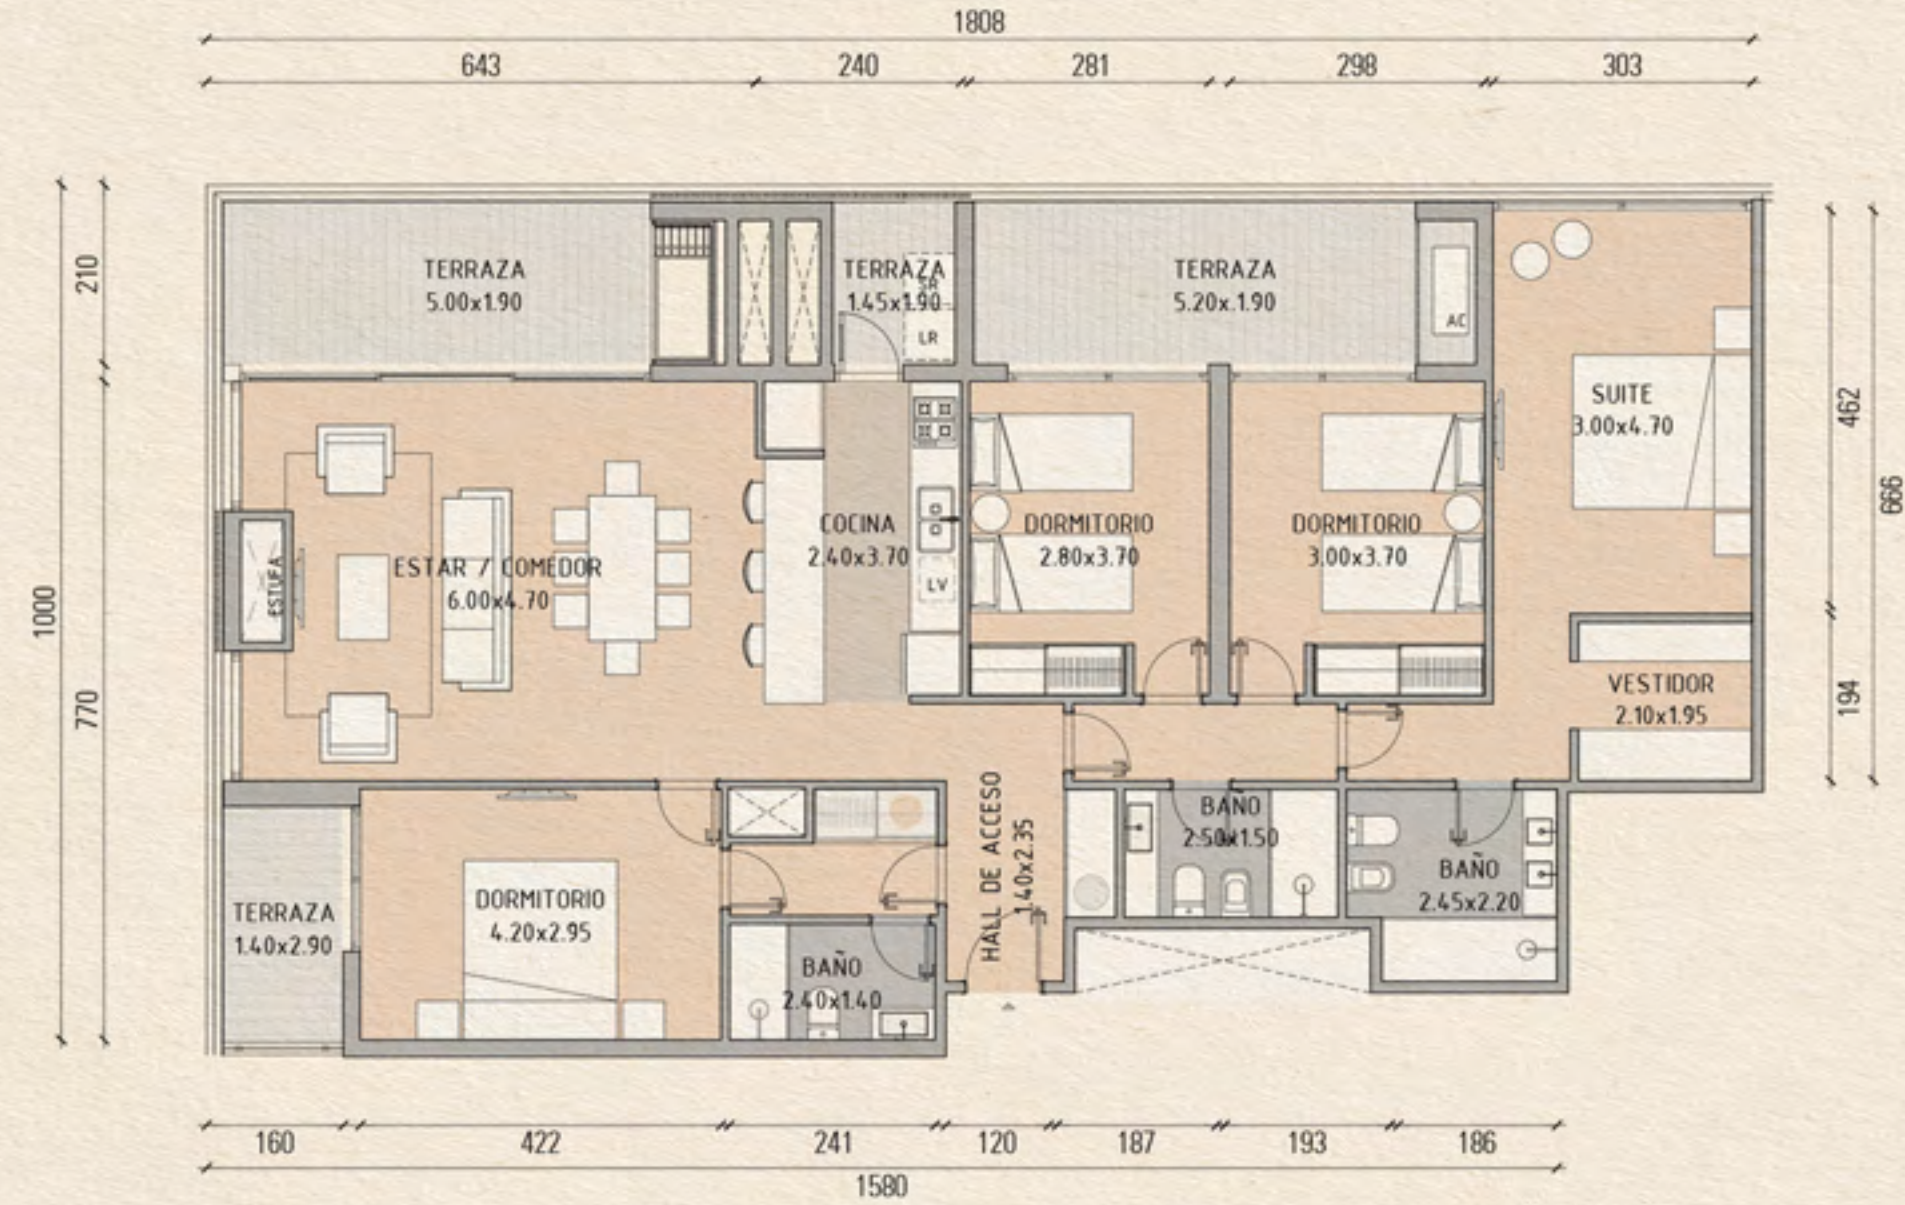 1808
643
240
281
298
303
210
1000
770
TERRAZA
5.00x1.90
TERRAZA
1.45x1.90
SR
LR
TERRAZA
5.20x.1.90
AC
SUITE
3.00x4.70
462
666
194
ESTUFA
ESTAR / COMEDOR
6.00x4.70
COCINA
2.40x3.70
LV
DORMITORIO
2.80x3.70
DORMITORIO
3.00x3.70
VESTIDOR
2.10x1.95
TERRAZA
1.40x2.90
DORMITORIO
4.20x2.95
BAÑO
2.40x1.40
HALL DE ACCESO
1.40x2.35
BAÑO
2.50x1.50
BAÑO
2.45x2.20
160
422
241
120
187
193
186
1580